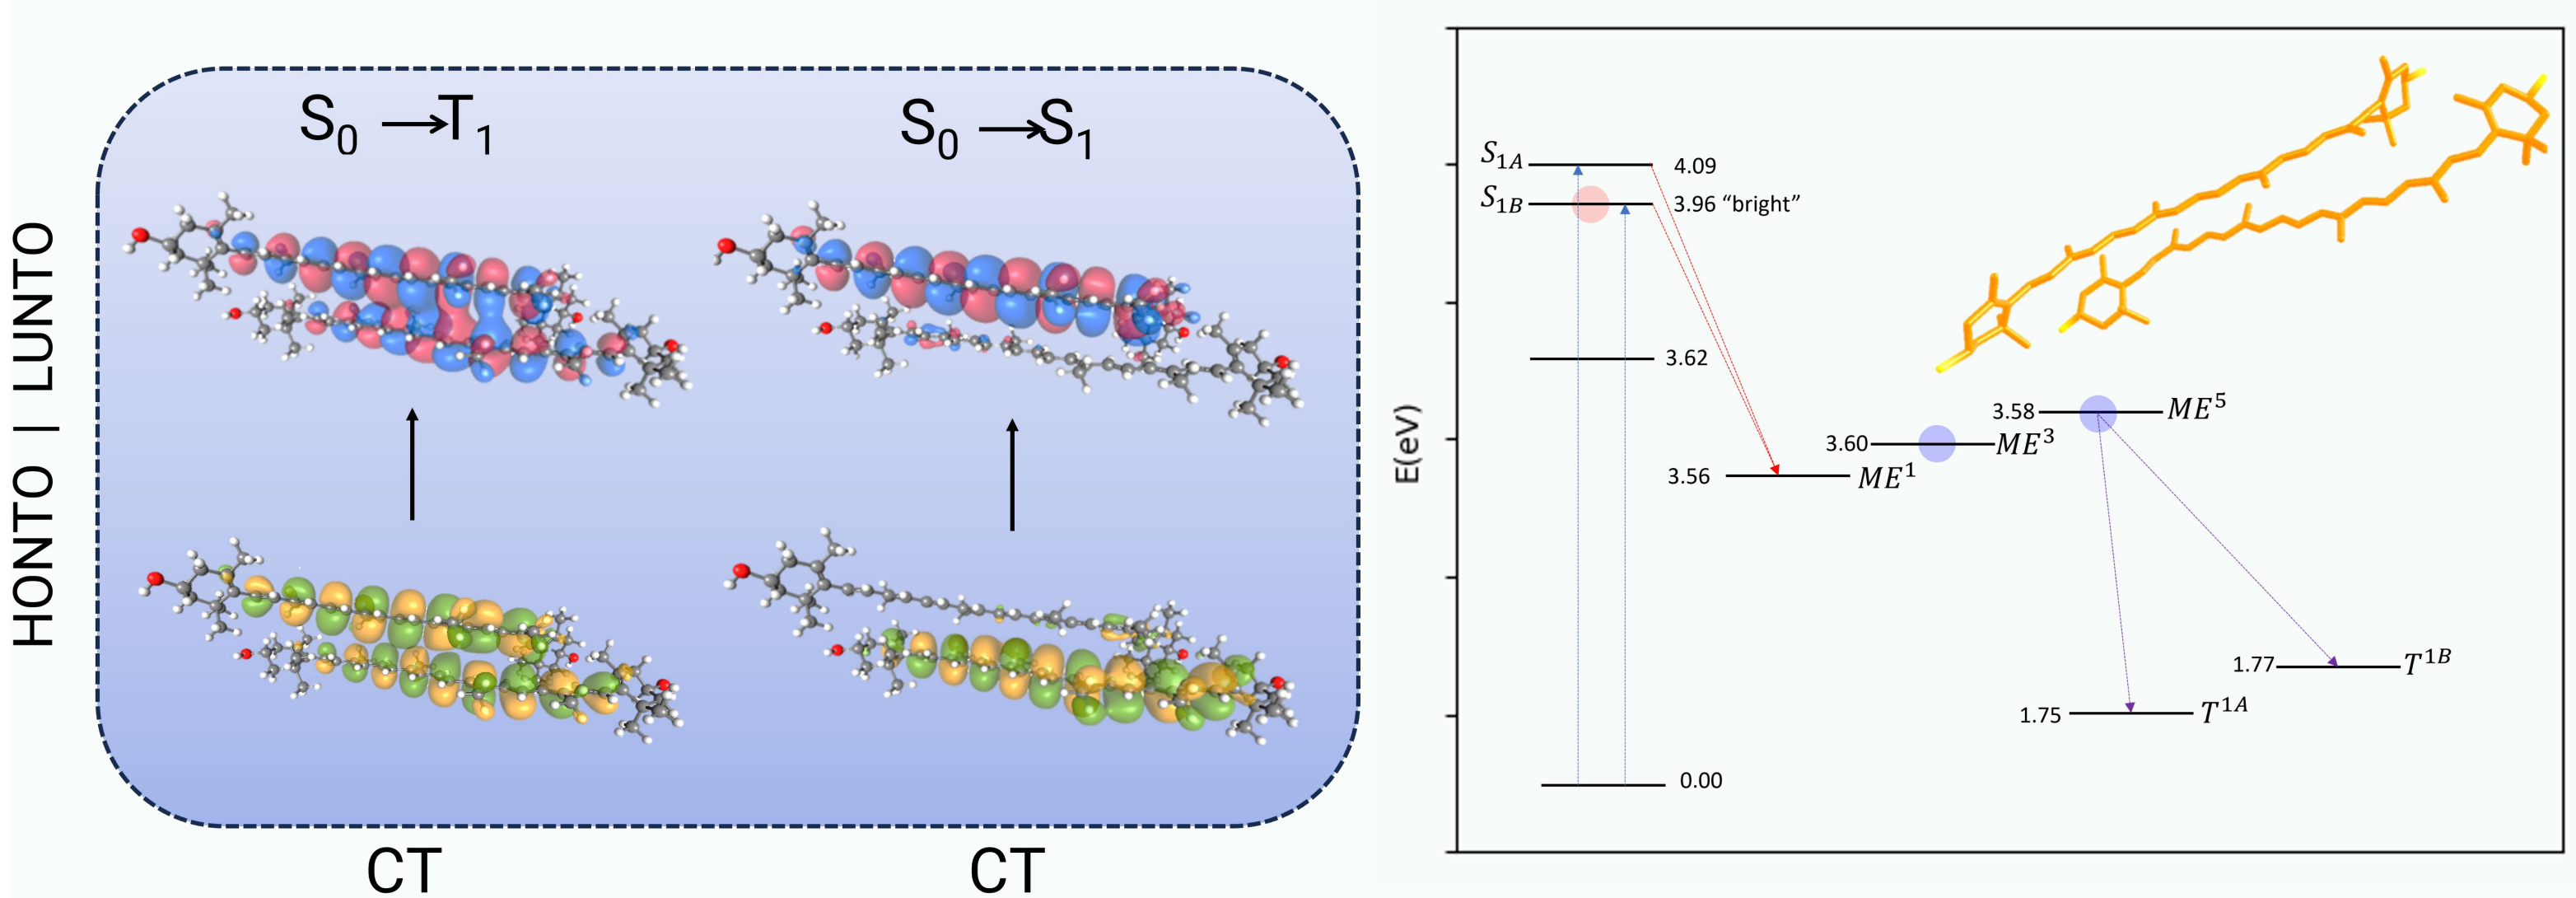 HONTO | LUNTO
S₀ ⟶T₁
S₀ ⟶S₁
CT
CT
E(eV)
S₁A 4.09
S₁B 3.96 “bright”
3.62
3.58 ME⁵
3.60 ME³
3.56 ME¹
1.77 T¹ᴮ
1.75 T¹ᴬ
0.00